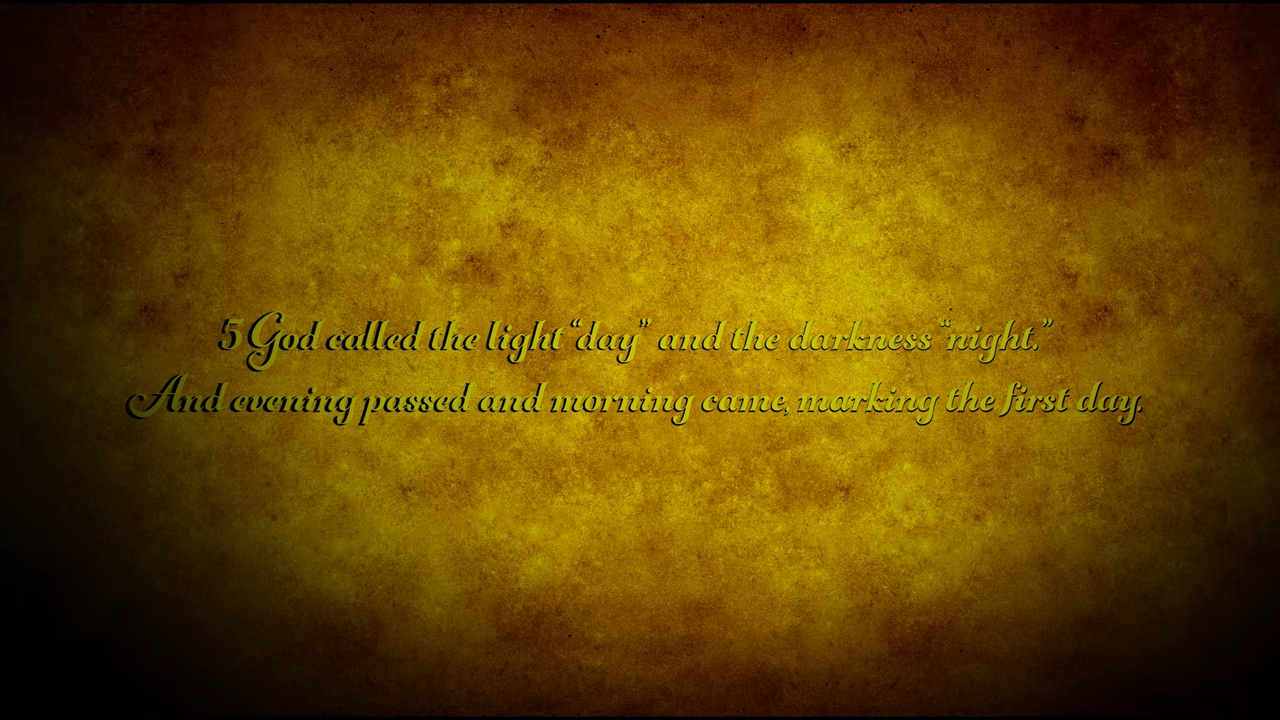 5 God called the light “day” and the darkness “night.”
And evening passed and morning came, marking the first day.